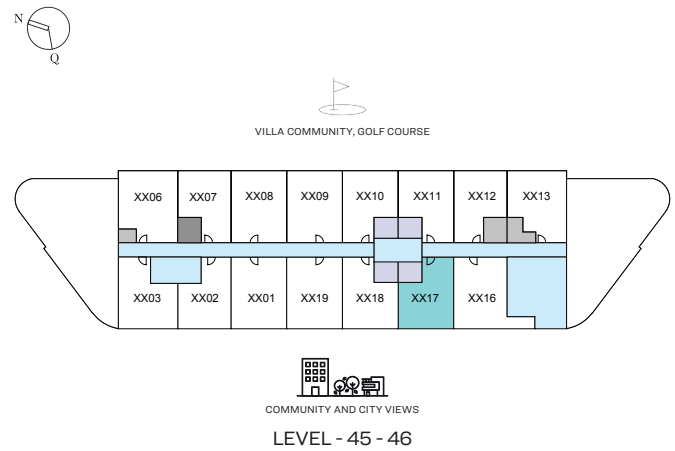 N
Q
VILLA COMMUNITY, GOLF COURSE
XX06 XX07 XX08 XX09 XX10 XX11 XX12 XX13
XX03 XX02 XX01 XX19 XX18 XX17 XX16
COMMUNITY AND CITY VIEWS
LEVEL - 45 - 46